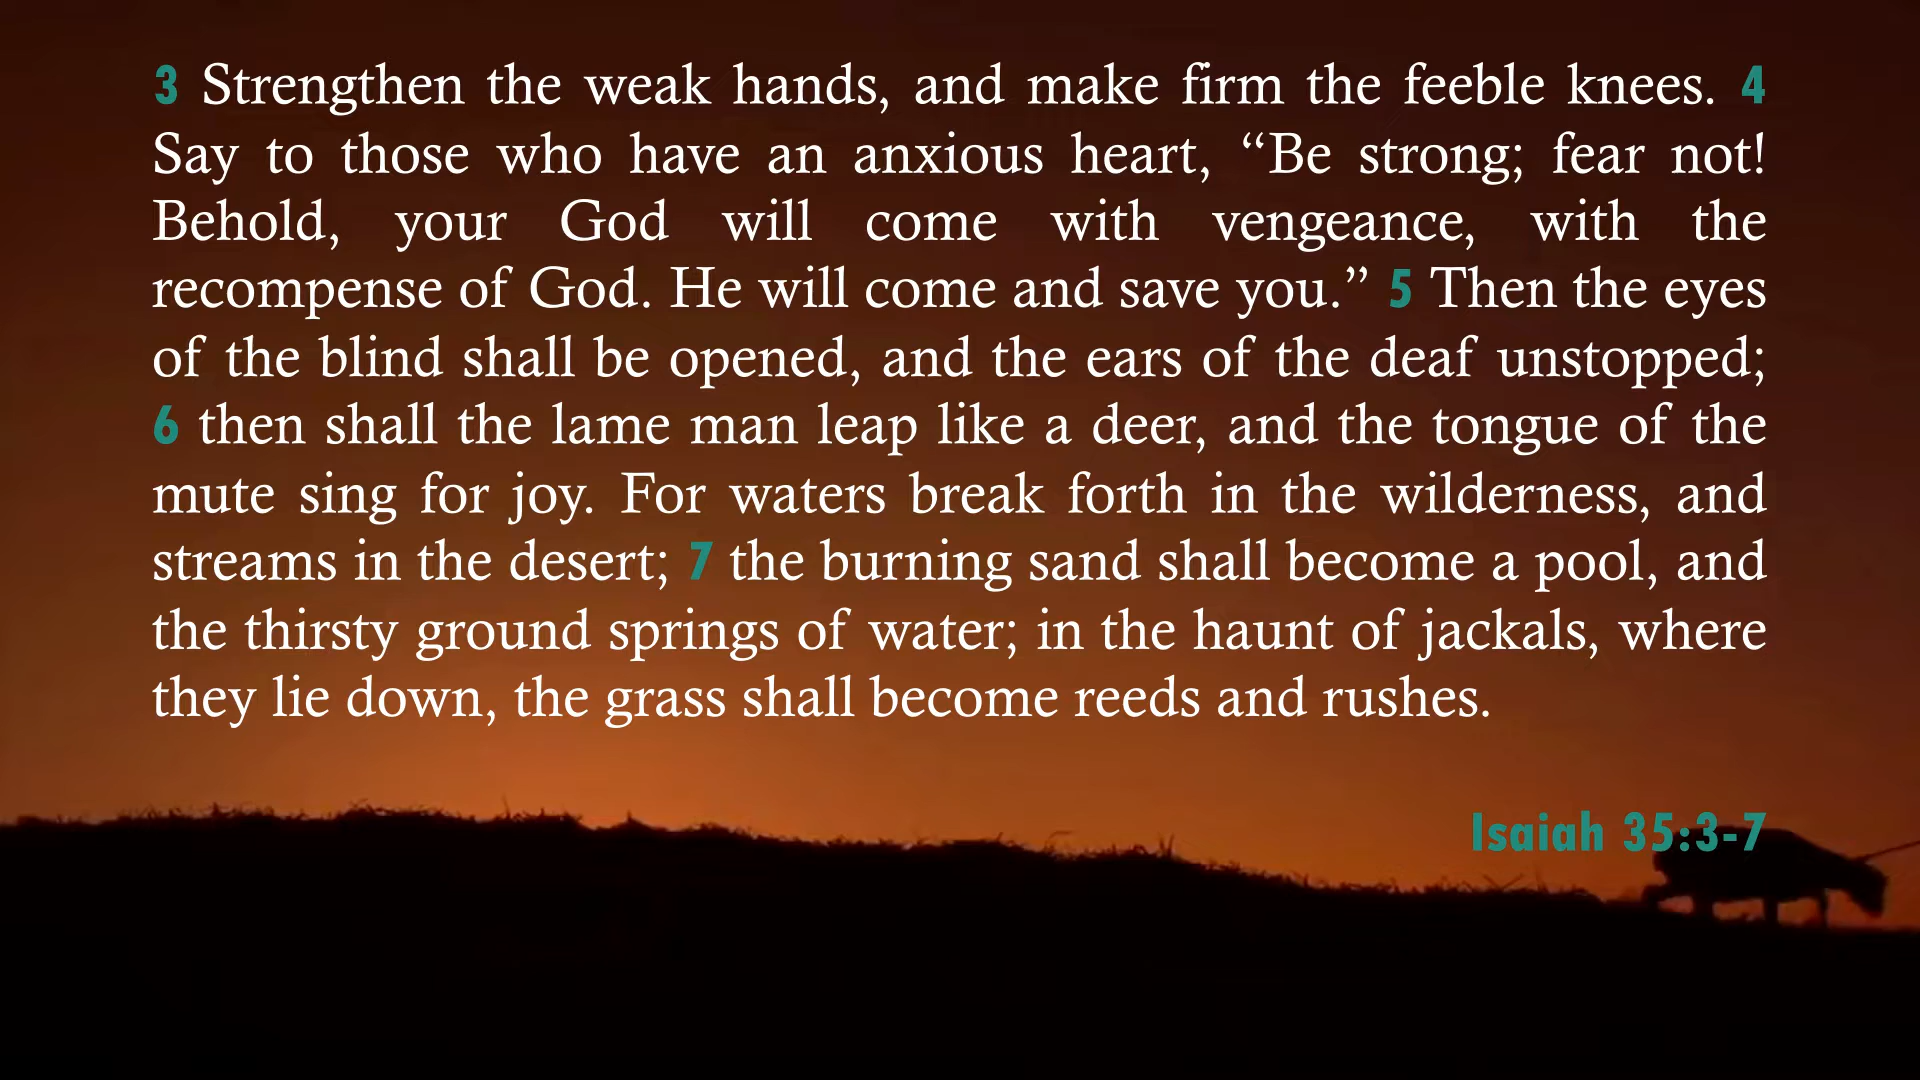 3 Strengthen the weak hands, and make firm the feeble knees. 4
Say to those who have an anxious heart, “Be strong; fear not!
Behold, your God will come with vengeance, with the
recompense of God. He will come and save you.” 5 Then the eyes
of the blind shall be opened, and the ears of the deaf unstopped;
6 then shall the lame man leap like a deer, and the tongue of the
mute sing for joy. For waters break forth in the wilderness, and
streams in the desert; 7 the burning sand shall become a pool, and
the thirsty ground springs of water; in the haunt of jackals, where
they lie down, the grass shall become reeds and rushes.
Isaiah 35:3-7